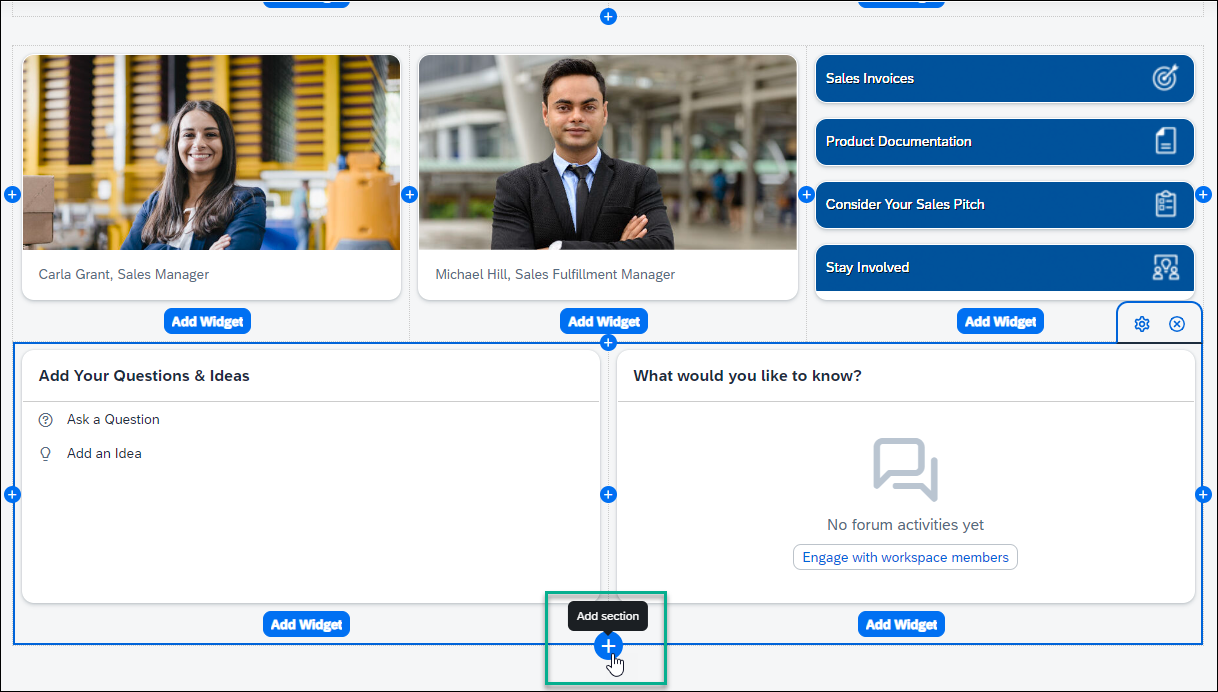 Sales Invoices
Product Documentation
Consider Your Sales Pitch
Stay Involved
Carla Grant, Sales Manager
Michael Hill, Sales Fulfillment Manager
Add Widget
Add Widget
Add Widget
Add Your Questions & Ideas
Ask a Question
Add an Idea
What would you like to know?
No forum activities yet
Engage with workspace members
Add Widget
Add section
Add Widget